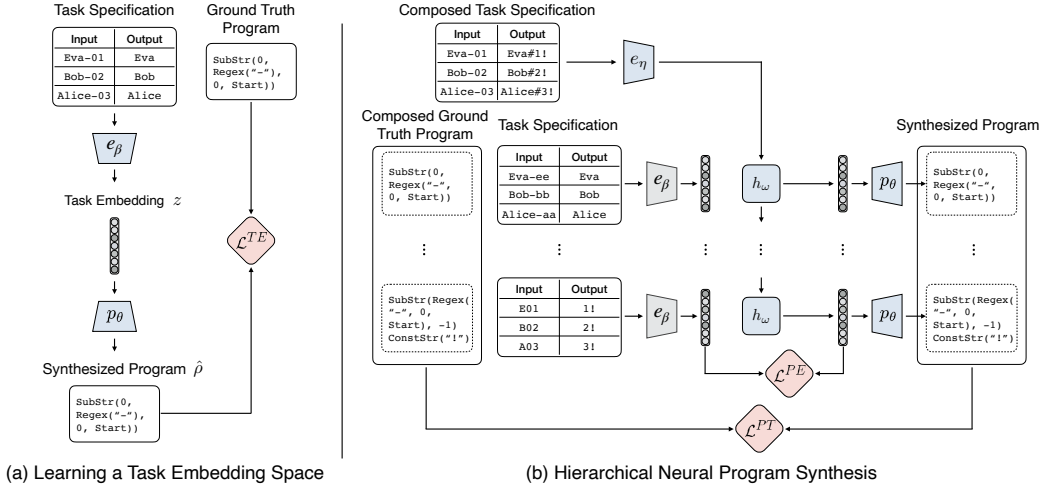 Task Specification
Input Output
Eva-01 Eva
Bob-02 Bob
Alice-03 Alice
e_β
Task Embedding z
p_θ
Synthesized Program ρ̂
SubStr(0,
Regex(“-”),
0, Start))
Ground Truth
Program
SubStr(0,
Regex(“-”),
0, Start))
ℒ^{TE}
(a) Learning a Task Embedding Space
Composed Task Specification
Input Output
Eva-01 Eva#1!
Bob-02 Bob#2!
Alice-03 Alice#3!
e_η
Composed Ground
Truth Program
SubStr(0,
Regex(“-”,
0, Start))
⋮
SubStr(Regex(
“-”, 0,
Start), -1)
ConstStr(“!”)
Task Specification
Input Output
Eva-ee Eva
Bob-bb Bob
Alice-aa Alice
⋮
Input Output
E01 1!
B02 2!
A03 3!
e_β
e_β
⋮
h_ω
⋮
h_ω
⋮
p_θ
p_θ
Synthesized Program
SubStr(0,
Regex(“-”,
0, Start))
⋮
SubStr(Regex(
“-”, 0,
Start), -1)
ConstStr(“!”)
ℒ^{PE}
ℒ^{PT}
(b) Hierarchical Neural Program Synthesis